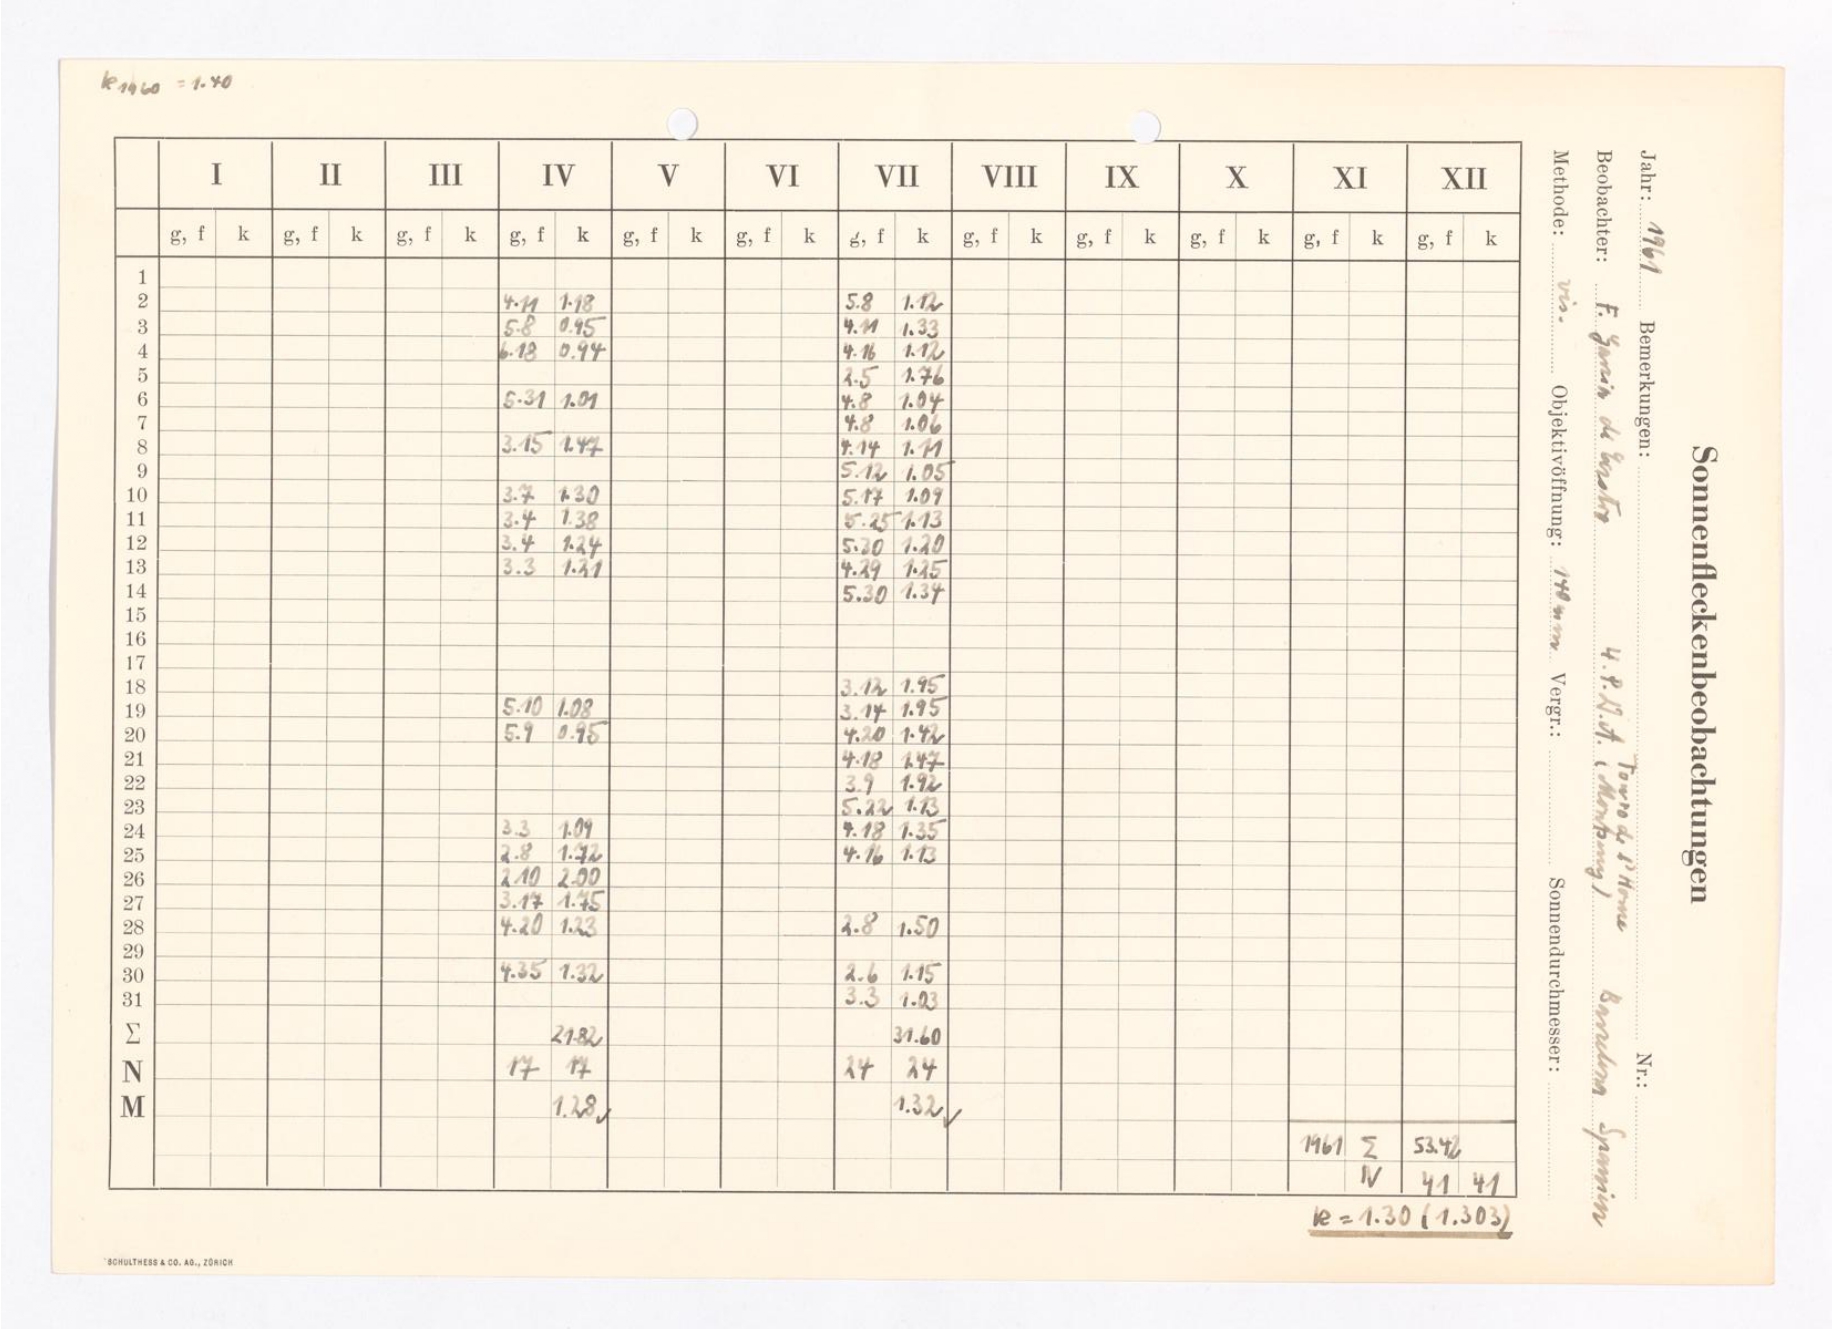 k 1960 = 1.40
I II III IV V VI VII VIII IX X XI XII
g, f k g, f k g, f k g, f k g, f k g, f k g, f k g, f k g, f k g, f k g, f k g, f k
1
2 4.11 1.18 5.8 1.12
3 5.8 0.95 4.11 1.33
4 6.18 0.94 4.16 1.12
5 2.5 1.76
6 5.31 1.01 4.8 1.04
7 4.8 1.06
8 3.15 1.47 4.14 1.11
9 5.12 1.05
10 3.7 1.30 5.17 1.09
11 3.4 1.38 5.25 1.13
12 3.4 1.24 5.20 1.20
13 3.3 1.21 4.29 1.25
14 5.30 1.34
15
16
17
18 3.12 1.95
19 5.10 1.08 3.14 1.95
20 5.9 0.95 4.20 1.42
21 4.18 1.47
22 3.9 1.92
23 5.22 1.13
24 3.3 1.09 4.18 1.35
25 2.8 1.72 4.16 1.13
26 2.10 2.00
27 3.17 1.75
28 4.20 1.23 2.8 1.50
29
30 4.35 1.32 2.6 1.15
31 3.3 1.03
Σ 21.82 31.60
N 17 17 24 24
M 1.28 1.32
1961 Σ 53.42
N 41 41
k = 1.30 (1.303)
SCHULTHESS & CO. AG., ZÜRICH
Sonnenfleckenbeobachtungen
Jahr: 1961 Bemerkungen: Nr.:
Beobachter: F. de Barcelona Spanien
Methode: vis. Objektivöffnung: 140 mm Vergr.: Sonnendurchmesser: